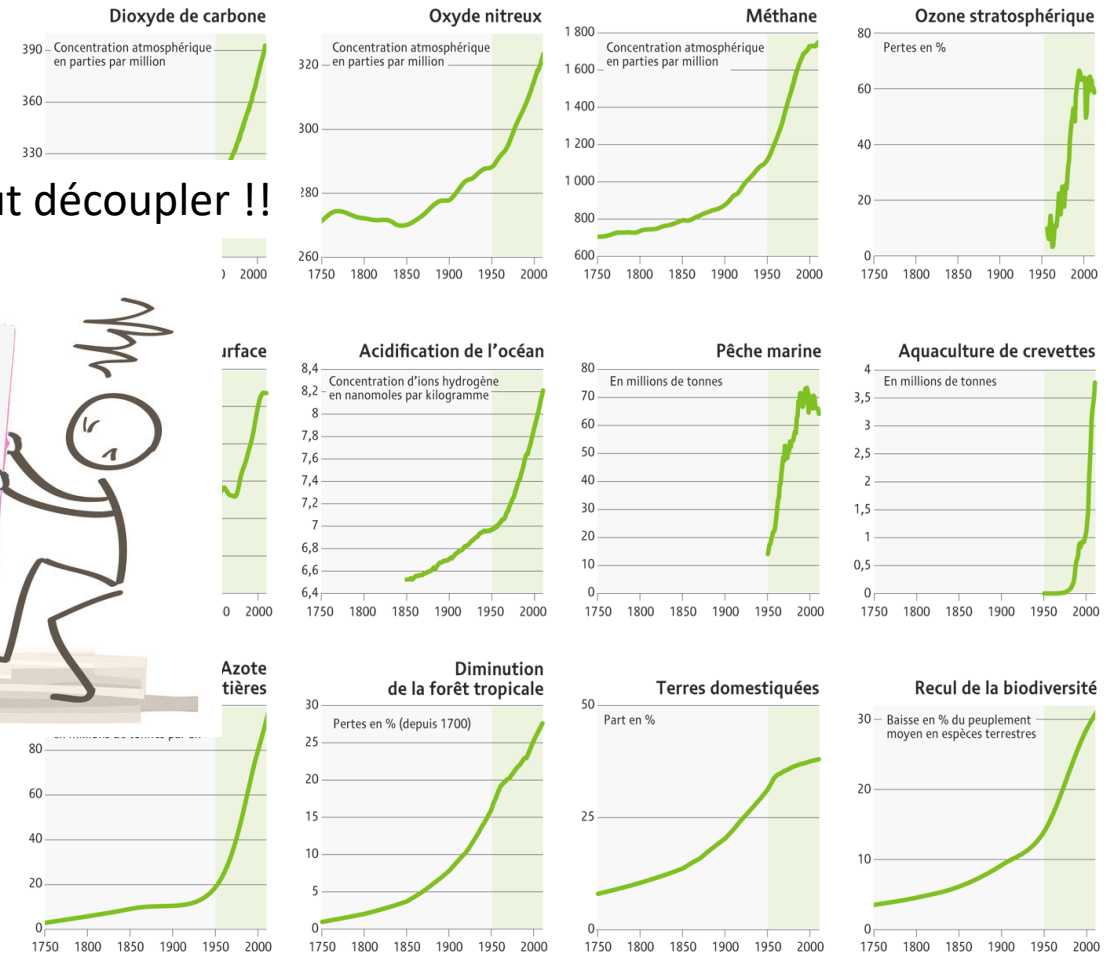 Dioxyde de carbone
Concentration atmosphérique
en parties par million
390
360
330
2000
Oxyde nitreux
Concentration atmosphérique
en parties par million
320
300
280
260
1750 1800 1850 1900 1950 2000
Méthane
Concentration atmosphérique
en parties par million
1 800
1 600
1 400
1 200
1 000
800
600
1750 1800 1850 1900 1950 2000
Ozone stratosphérique
Pertes en %
80
60
40
20
0
1750 1800 1850 1900 1950 2000
découpler !!
Acidification de l'océan
Concentration d'ions hydrogène
en nanomoles par kilogramme
8,4
8,2
8
7,8
7,6
7,4
7,2
7
6,8
6,6
6,4
1750 1800 1850 1900 1950 2000
2000
Pêche marine
En millions de tonnes
80
70
60
50
40
30
20
10
0
1750 1800 1850 1900 1950 2000
Aquaculture de crevettes
En millions de tonnes
4
3,5
3
2,5
2
1,5
1
0,5
0
1750 1800 1850 1900 1950 2000
Azote
80
60
40
20
0
1750 1800 1850 1900 1950 2000
Diminution
de la forêt tropicale
Pertes en % (depuis 1700)
30
25
20
15
10
5
0
1750 1800 1850 1900 1950 2000
Terres domestiquées
Part en %
50
25
0
1750 1800 1850 1900 1950 2000
Recul de la biodiversité
Baisse en % du peuplement
moyen en espèces terrestres
30
20
10
0
1750 1800 1850 1900 1950 2000